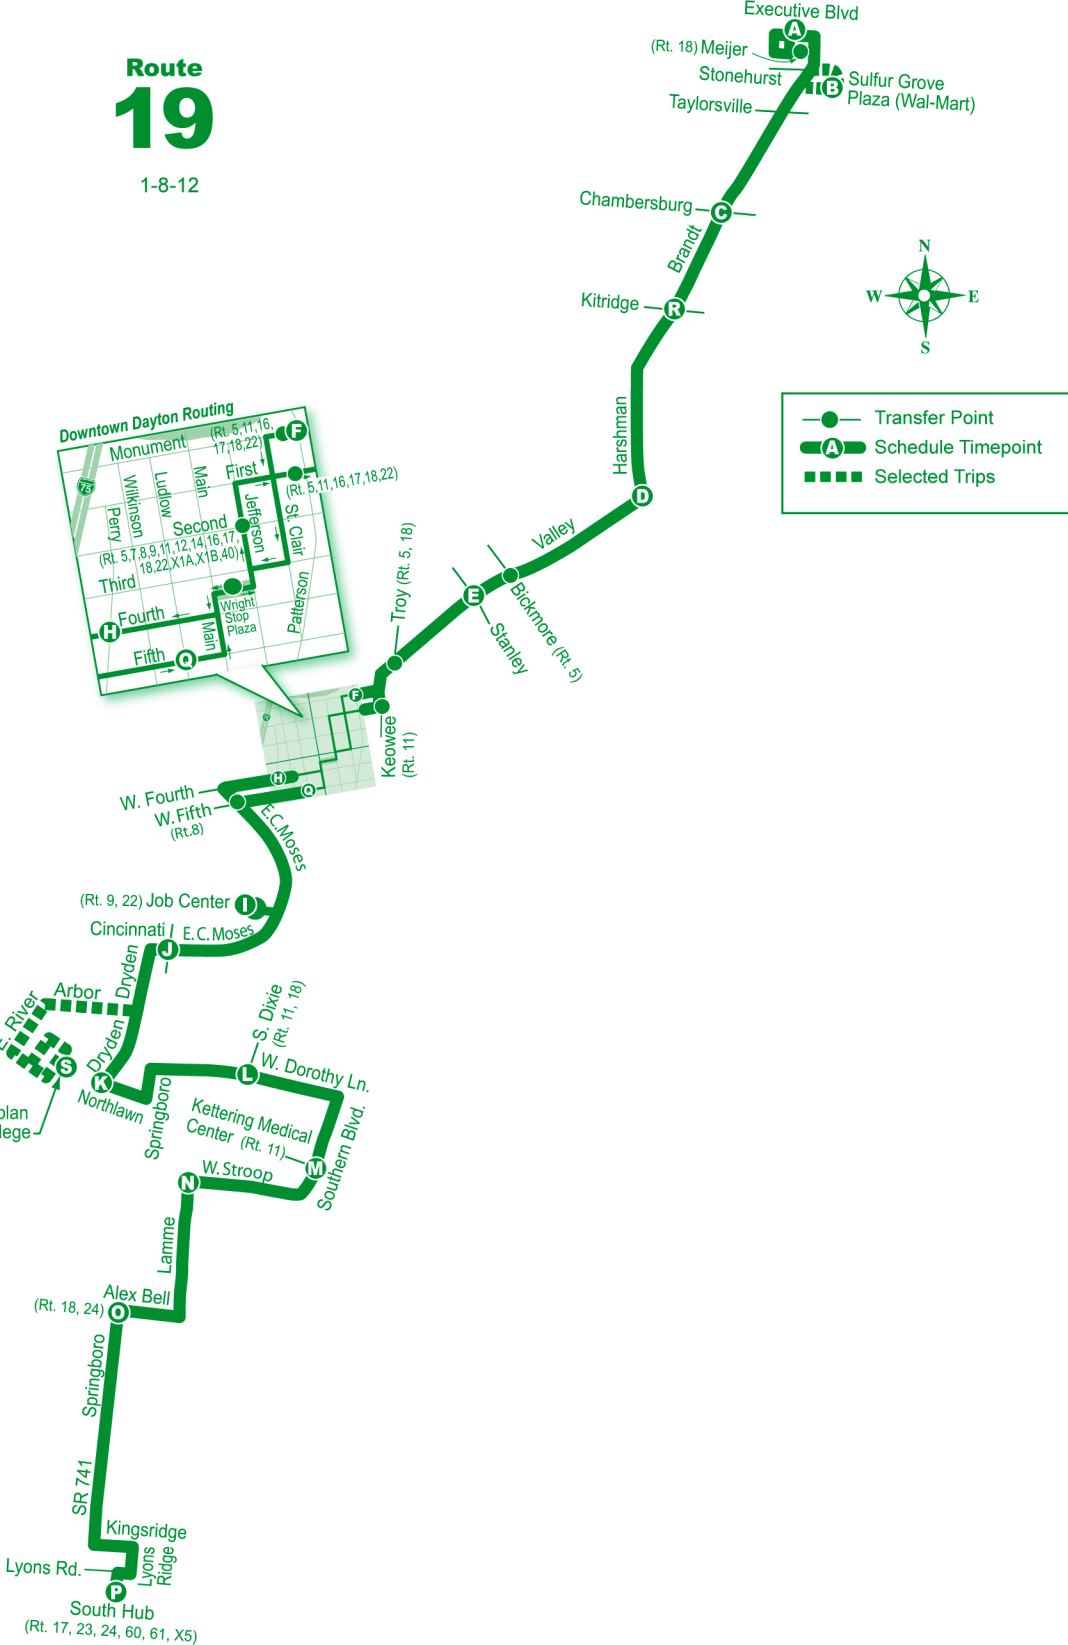 Executive Blvd
A
(Rt. 18) Meijer
Stonehurst
B
Sulfur Grove
Plaza (Wal-Mart)
Taylorsville
Route
19
1-8-12
Chambersburg
C
Brandt
Kitridge
R
N
W
E
S
Harshman
Transfer Point
A
Schedule Timepoint
Selected Trips
D
Valley
Bickmore (Rt. 5)
E
Stanley
Troy (Rt. 5, 18)
Downtown Dayton Routing
Monument
(Rt. 5,11,16,
17,18,22)
F
75
First
(Rt. 5,11,16,17,18,22)
Perry
Wilkinson
Ludlow
Main
Jefferson
St. Clair
Patterson
Second
(Rt. 5,7,8,9,11,12,14,16,17,
18,22,X1A,X1B,40)
Third
Wright
Stop
Plaza
H
Fourth
Main
Fifth
Q
F
Keowee
(Rt. 11)
H
Q
W. Fourth
W. Fifth
(Rt.8)
E.C.Moses
(Rt. 9, 22) Job Center
I
Cincinnati
J
E.C.Moses
Dryden
Arbor
E. River
S
Dryden
K
Northlawn
Springboro
S. Dixie
(Rt. 11, 18)
L
W. Dorothy Ln.
Kettering Medical
Center (Rt. 11)
M
Southern Blvd.
W. Stroop
N
Lamme
Alex Bell
(Rt. 18, 24)
O
Springboro
SR 741
Kingsridge
Lyons
Ridge
Lyons Rd.
P
South Hub
(Rt. 17, 23, 24, 60, 61, X5)